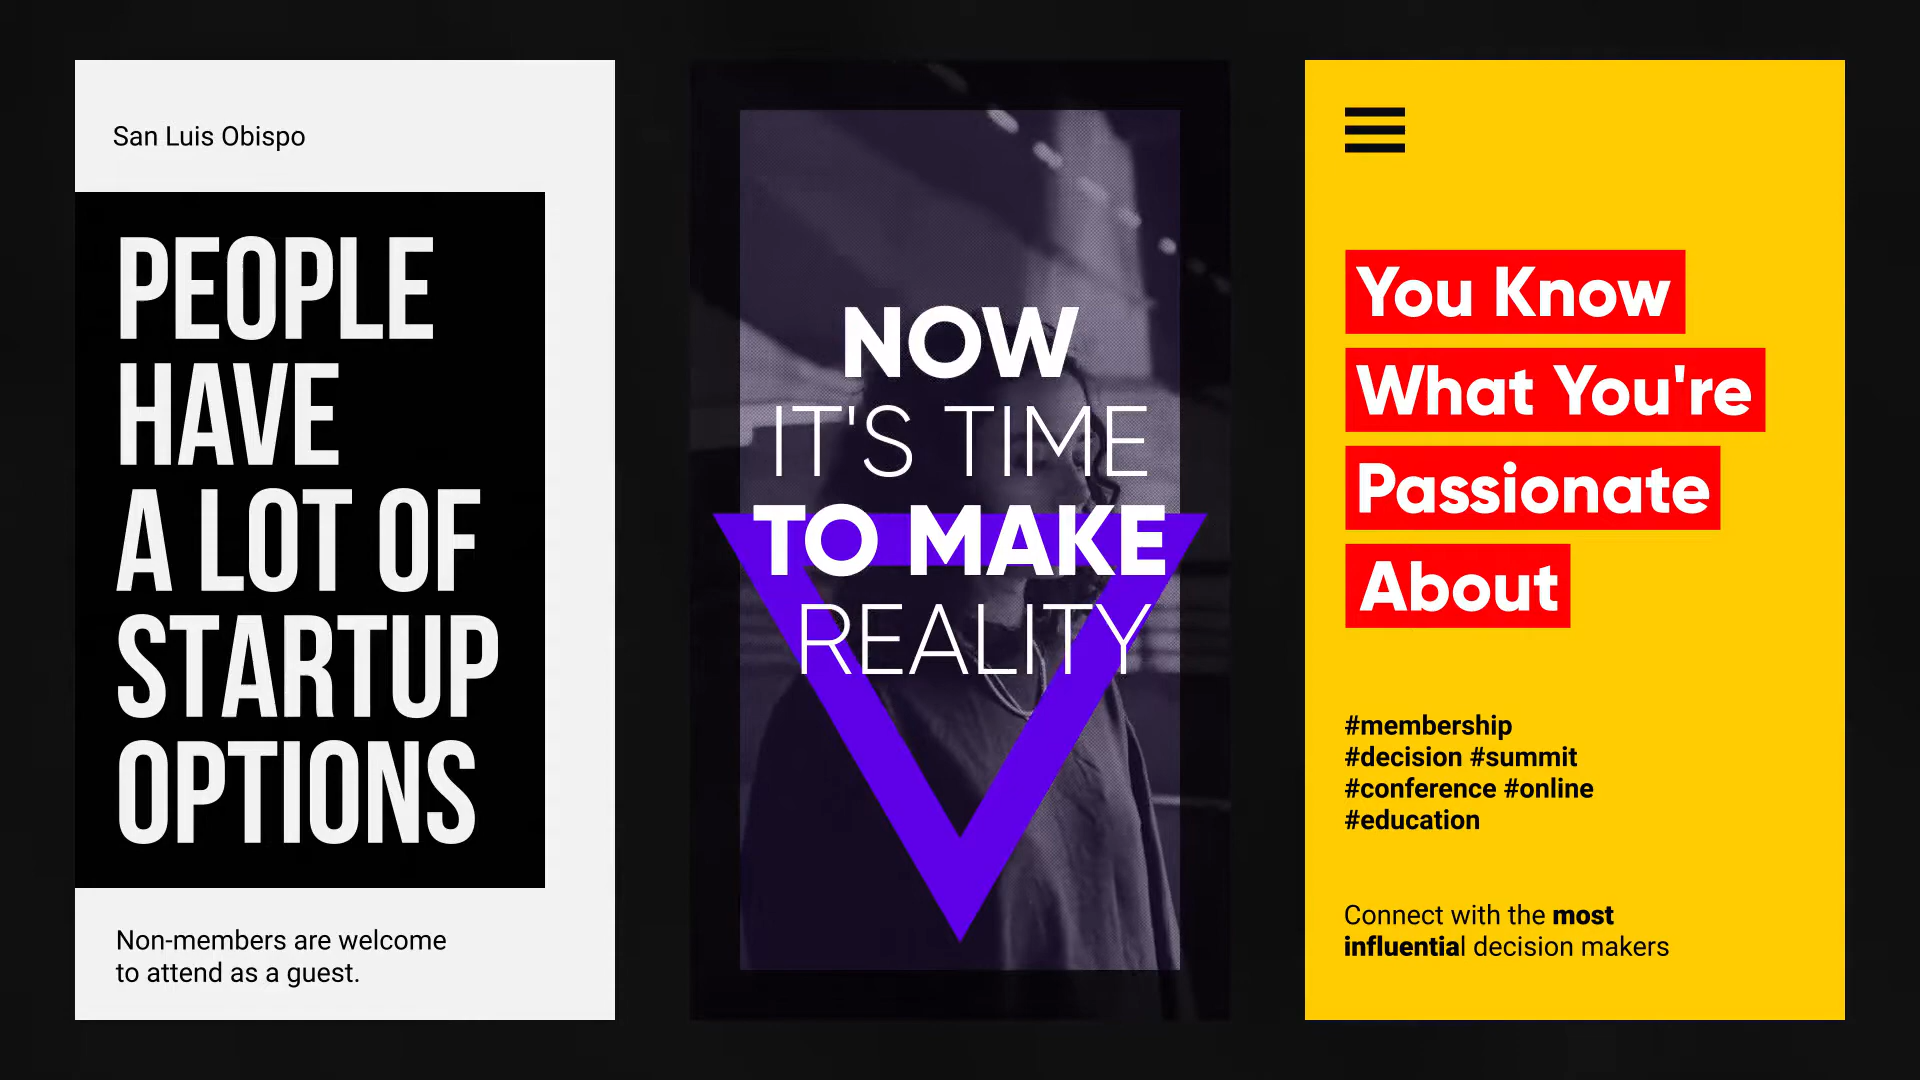 San Luis Obispo
PEOPLE
HAVE
A LOT OF
STARTUP
OPTIONS
Non-members are welcome
to attend as a guest.
NOW
IT'S TIME
TO MAKE
REALITY
You Know
What You're
Passionate
About
#membership
#decision #summit
#conference #online
#education
Connect with the most
influential decision makers